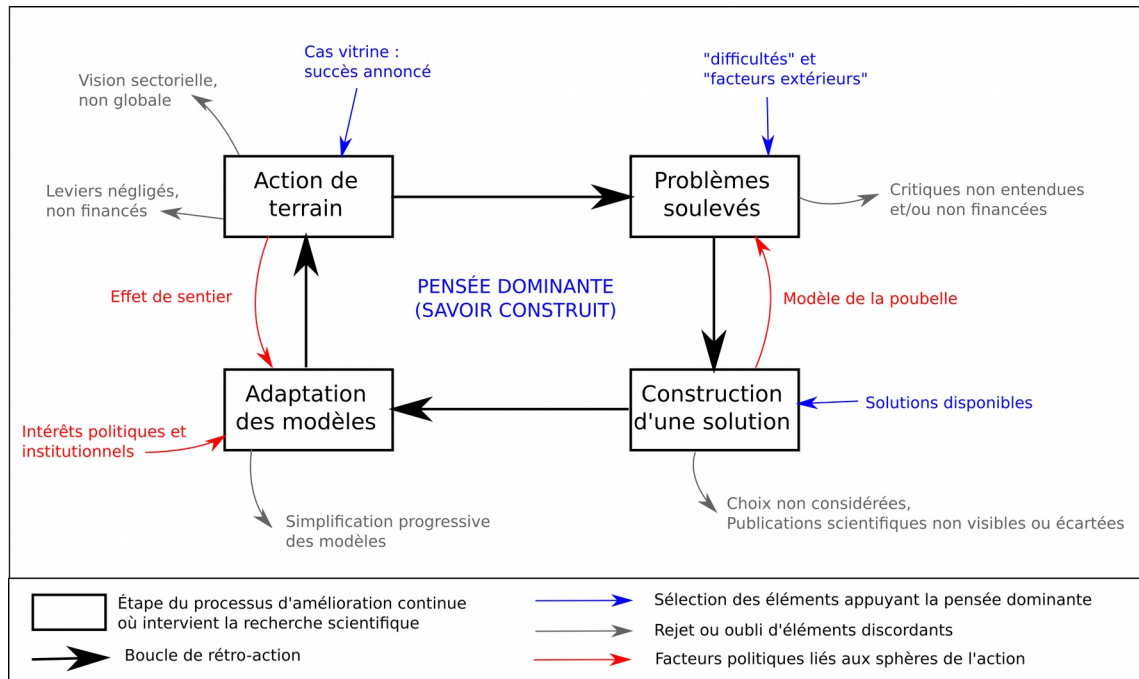 Cas vitrine :
succès annoncé
"difficultés" et
"facteurs extérieurs"
Vision sectorielle,
non globale
Action de
terrain
Problèmes
soulevés
Leviers négligés,
non financés
Critiques non entendues
et/ou non financées
Effet de sentier
PENSÉE DOMINANTE
(SAVOIR CONSTRUIT)
Modèle de la poubelle
Adaptation
des modèles
Construction
d'une solution
Solutions disponibles
Intérêts politiques et
institutionnels
Simplification progressive
des modèles
Choix non considérées,
Publications scientifiques non visibles ou écartées
Étape du processus d'amélioration continue
où intervient la recherche scientifique
Boucle de rétro-action
Sélection des éléments appuyant la pensée dominante
Rejet ou oubli d'éléments discordants
Facteurs politiques liés aux sphères de l'action